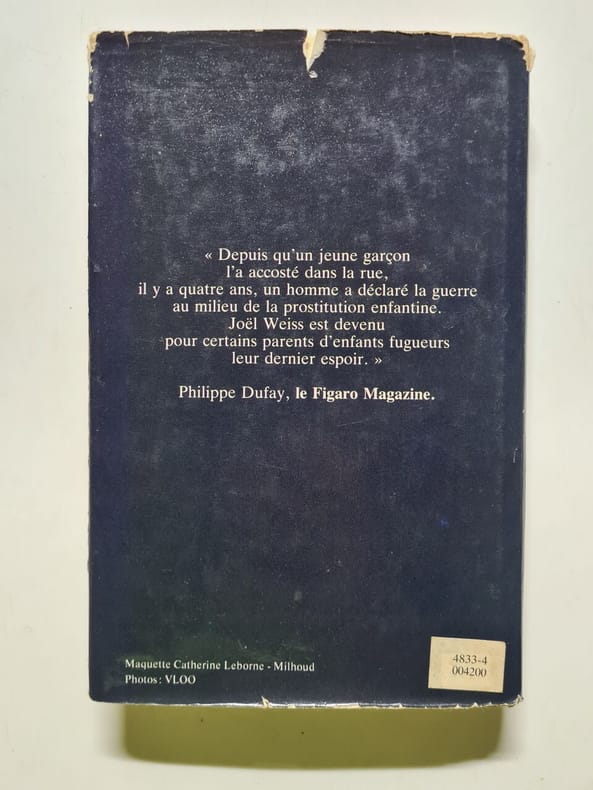 « Depuis qu'un jeune garçon
l'a accosté dans la rue,
il y a quatre ans, un homme a déclaré la guerre
au milieu de la prostitution enfantine.
Joël Weiss est devenu
pour certains parents d'enfants fugueurs
leur dernier espoir. »
Philippe Dufay, le Figaro Magazine.
Maquette Catherine Leborne - Milhoud
Photos : VLOO
4833-4
004200